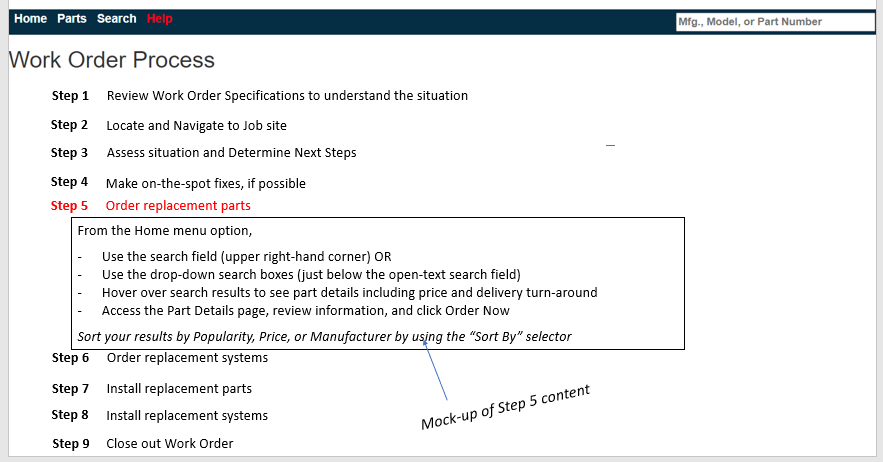 Home Parts Search Help Mfg., Model, or Part Number
Work Order Process
Step 1 Review Work Order Specifications to understand the situation
Step 2 Locate and Navigate to Job site
Step 3 Assess situation and Determine Next Steps
Step 4 Make on-the-spot fixes, if possible
Step 5 Order replacement parts
From the Home menu option,
- Use the search field (upper right-hand corner) OR
- Use the drop-down search boxes (just below the open-text search field)
- Hover over search results to see part details including price and delivery turn-around
- Access the Part Details page, review information, and click Order Now
Sort your results by Popularity, Price, or Manufacturer by using the “Sort By” selector
Step 6 Order replacement systems
Step 7 Install replacement parts
Mock-up of Step 5 content
Step 8 Install replacement systems
Step 9 Close out Work Order